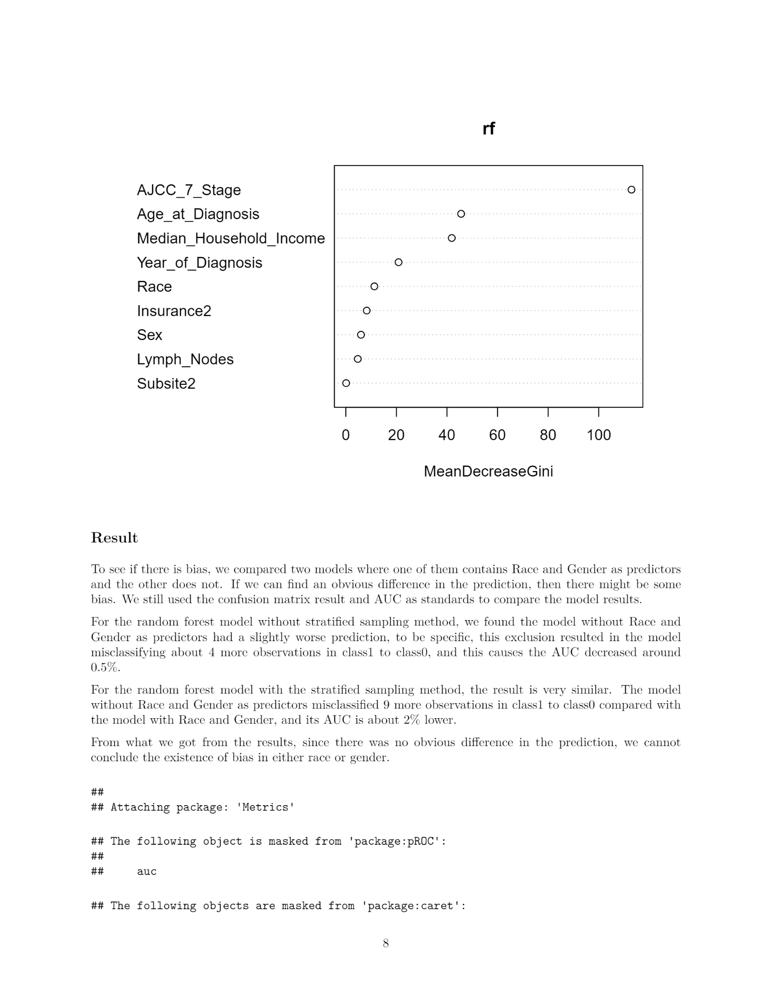 rf
AJCC_7_Stage
Age_at_Diagnosis
Median_Household_Income
Year_of_Diagnosis
Race
Insurance2
Sex
Lymph_Nodes
Subsite2
0 20 40 60 80 100
MeanDecreaseGini
Result
To see if there is bias, we compared two models where one of them contains Race and Gender as predictors
and the other does not. If we can find an obvious difference in the prediction, then there might be some
bias. We still used the confusion matrix result and AUC as standards to compare the model results.
For the random forest model without stratified sampling method, we found the model without Race and
Gender as predictors had a slightly worse prediction, to be specific, this exclusion resulted in the model
misclassifying about 4 more observations in class1 to class0, and this causes the AUC decreased around
0.5%.
For the random forest model with the stratified sampling method, the result is very similar. The model
without Race and Gender as predictors misclassified 9 more observations in class1 to class0 compared with
the model with Race and Gender, and its AUC is about 2% lower.
From what we got from the results, since there was no obvious difference in the prediction, we cannot
conclude the existence of bias in either race or gender.
##
## Attaching package: 'Metrics'
## The following object is masked from 'package:pROC':
##
##     auc
## The following objects are masked from 'package:caret':
8